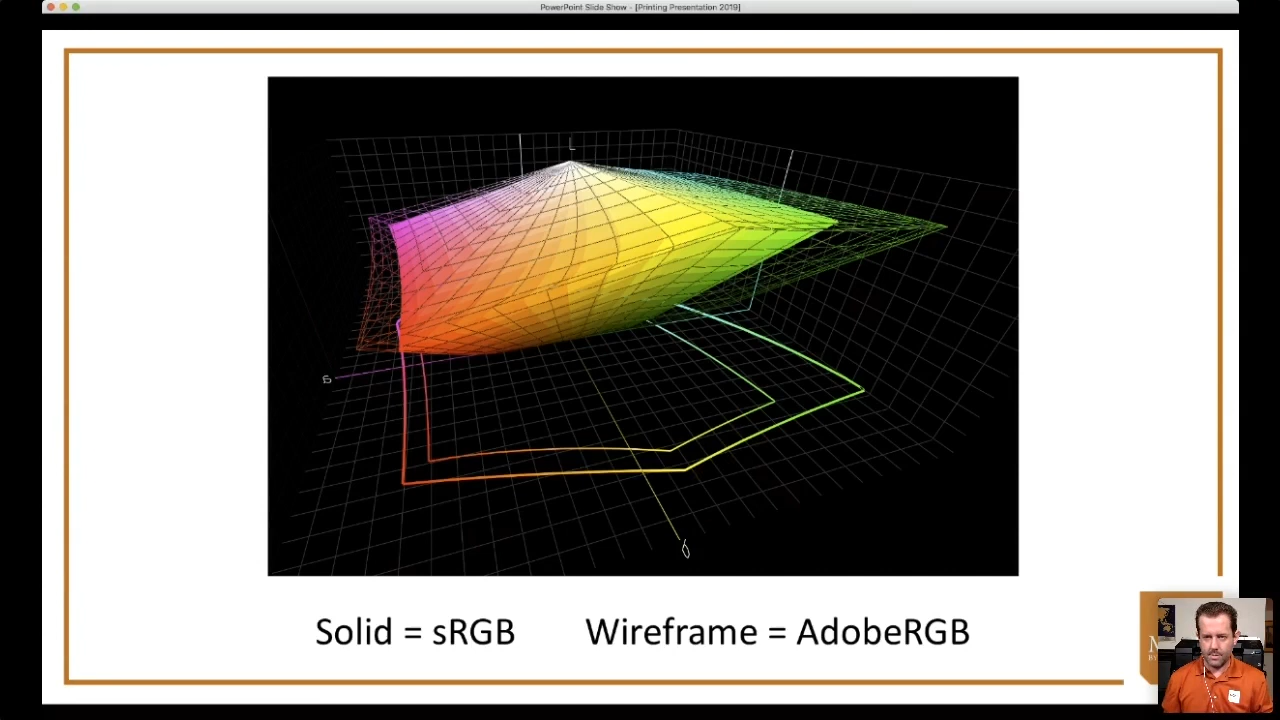 PowerPoint Slide Show - [Printing Presentation 2019]
L
a
b
Solid = sRGB Wireframe = AdobeRGB